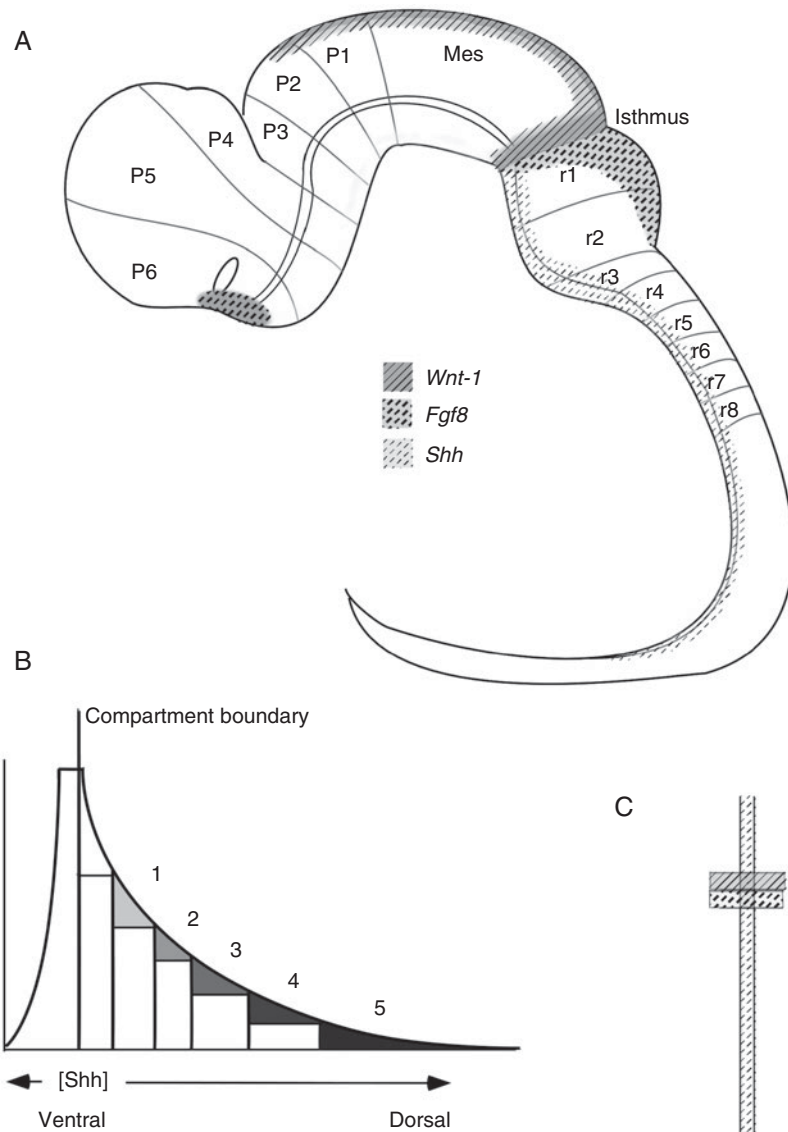 A
P1
Mes
P2
Isthmus
P4
P3
r1
P5
r2
P6
r3
r4
r5
r6
r7
r8
Wnt-1
Fgf8
Shh
B
Compartment boundary
C
1
2
3
4
5
[Shh]
Ventral
Dorsal